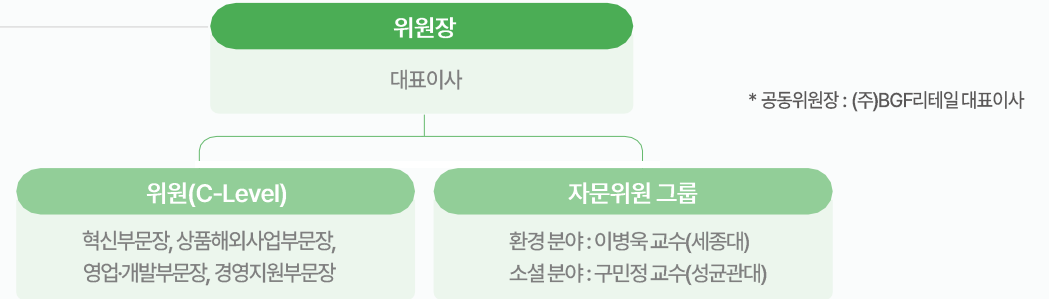 위원장
대표이사
* 공동위원장 : (주)BGF리테일 대표이사
위원(C-Level)
혁신부문장, 상품해외사업부문장,
영업·개발부문장, 경영지원부문장
자문위원 그룹
환경 분야 : 이병욱 교수(세종대)
소셜 분야 : 구민정 교수(성균관대)